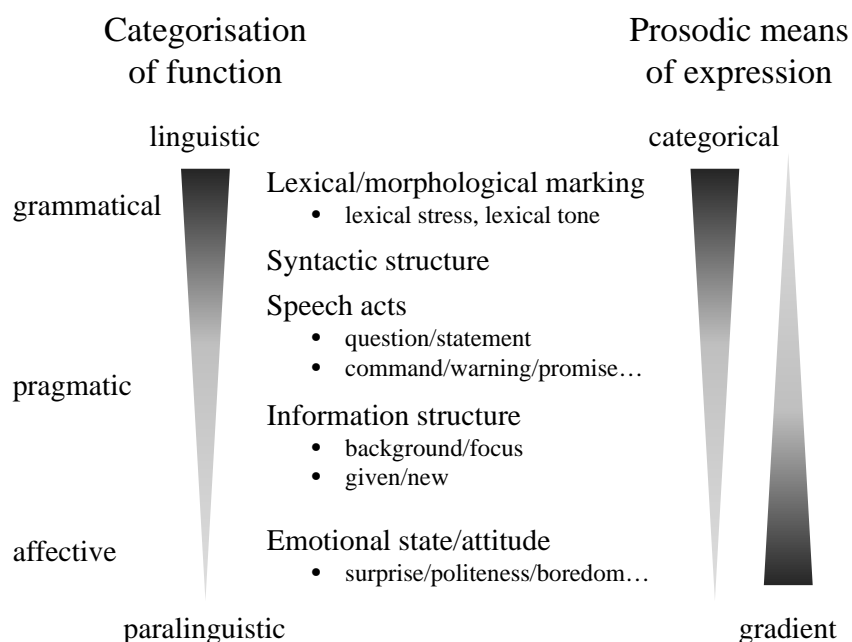 Categorisation
of function
Prosodic means
of expression
linguistic
categorical
grammatical
Lexical/morphological marking
• lexical stress, lexical tone
Syntactic structure
Speech acts
• question/statement
• command/warning/promise…
pragmatic
Information structure
• background/focus
• given/new
affective
Emotional state/attitude
• surprise/politeness/boredom…
paralinguistic
gradient